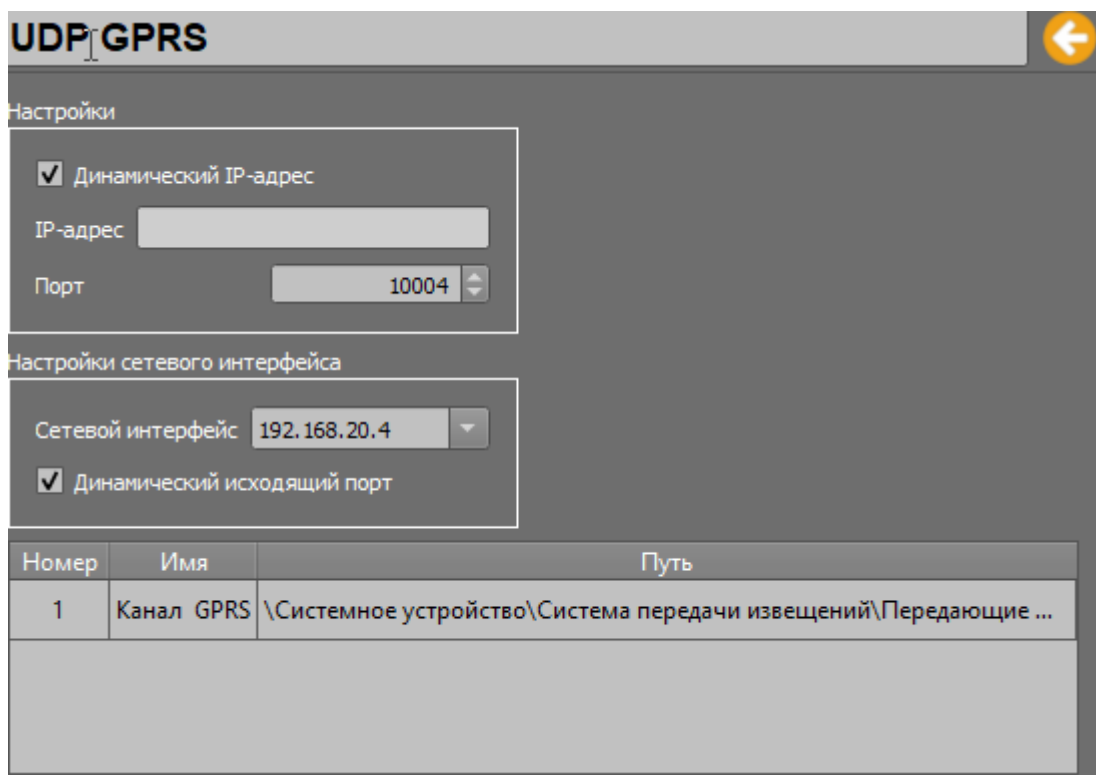 UDP GPRS
Настройки
Динамический IP-адрес
IP-адрес
Порт 10004
Настройки сетевого интерфейса
Сетевой интерфейс 192.168.20.4
Динамический исходящий порт
Номер Имя Путь
1 Канал GPRS \Системное устройство\Система передачи извещений\Передающие ...